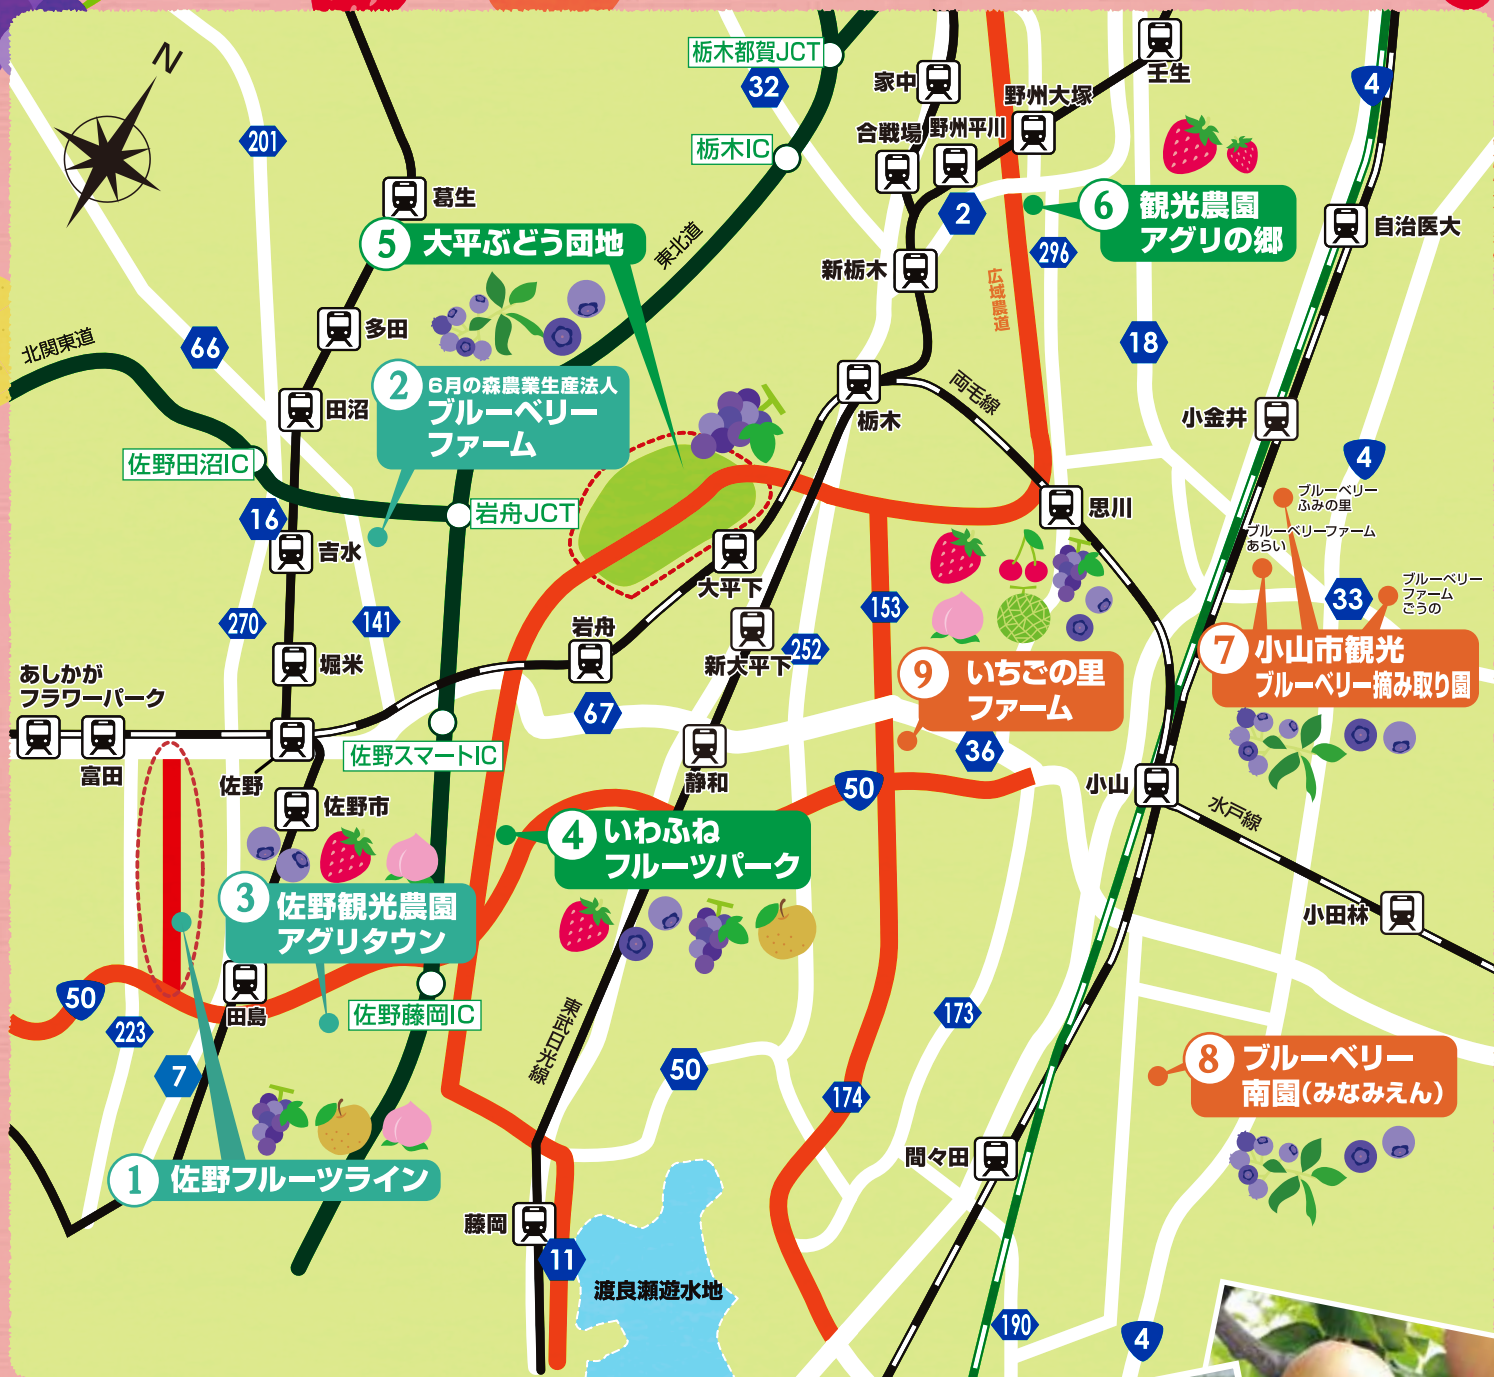 N
栃木都賀JCT
32
家中
壬生
4
野州大塚
合戦場
野州平川
201
栃木IC
葛生
2
6
観光農園
アグリの郷
自治医大
5
大平ぶどう団地
東北道
新栃木
296
広域農道
多田
北関東道
66
18
2
6月の森農業生産法人
ブルーベリー
ファーム
田沼
栃木
両毛線
小金井
佐野田沼IC
4
16
岩舟JCT
吉水
思川
ブルーベリー
ふみの里
ブルーベリーファーム
あらい
大平下
33
ブルーベリー
ファーム
ごうの
270
141
153
岩舟
新大平下
252
堀米
7
小山市観光
ブルーベリー摘み取り園
9
いちごの里
ファーム
あしかが
フラワーパーク
67
36
富田
佐野
佐野スマートIC
静和
50
小山
水戸線
佐野市
4
いわふね
フルーツパーク
3
佐野観光農園
アグリタウン
小田林
50
田島
佐野藤岡IC
223
173
東武日光線
7
50
174
8
ブルーベリー
南園(みなみえん)
1
佐野フルーツライン
間々田
藤岡
11
渡良瀬遊水地
190
4